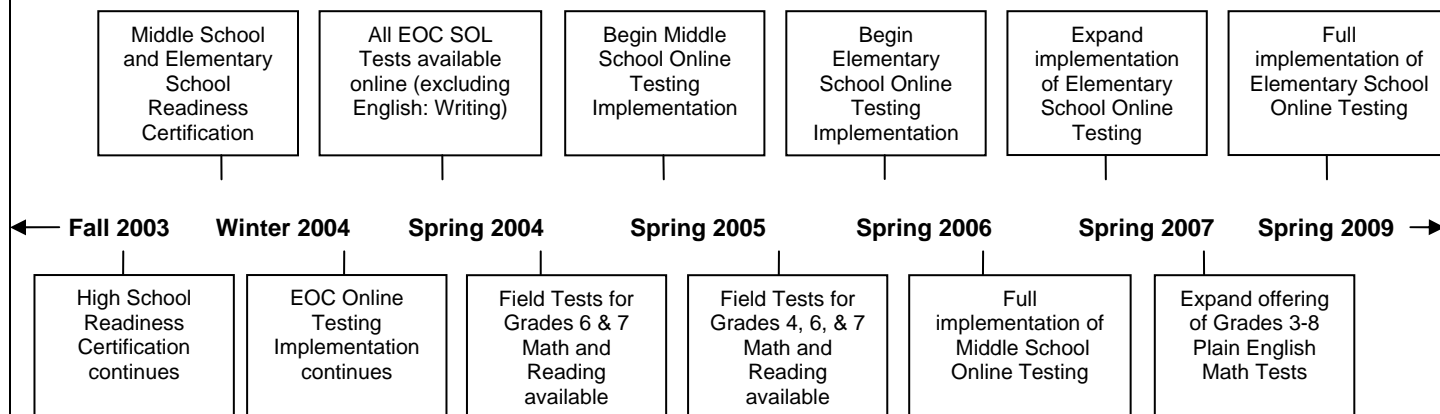 Middle School
and Elementary
School
Readiness
Certification
All EOC SOL
Tests available
online (excluding
English: Writing)
Begin Middle
School Online
Testing
Implementation
Begin
Elementary
School Online
Testing
Implementation
Expand
implementation
of Elementary
School Online
Testing
Full
implementation of
Elementary School
Online Testing
Fall 2003 Winter 2004 Spring 2004 Spring 2005 Spring 2006 Spring 2007 Spring 2009
High School
Readiness
Certification
continues
EOC Online
Testing
Implementation
continues
Field Tests for
Grades 6 & 7
Math and
Reading
available
Field Tests for
Grades 4, 6, & 7
Math and
Reading
available
Full
implementation of
Middle School
Online Testing
Expand offering
of Grades 3-8
Plain English
Math Tests